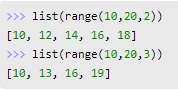 >>> list(range(10,20,2))
[10, 12, 14, 16, 18]
>>> list(range(10,20,3))
[10, 13, 16, 19]